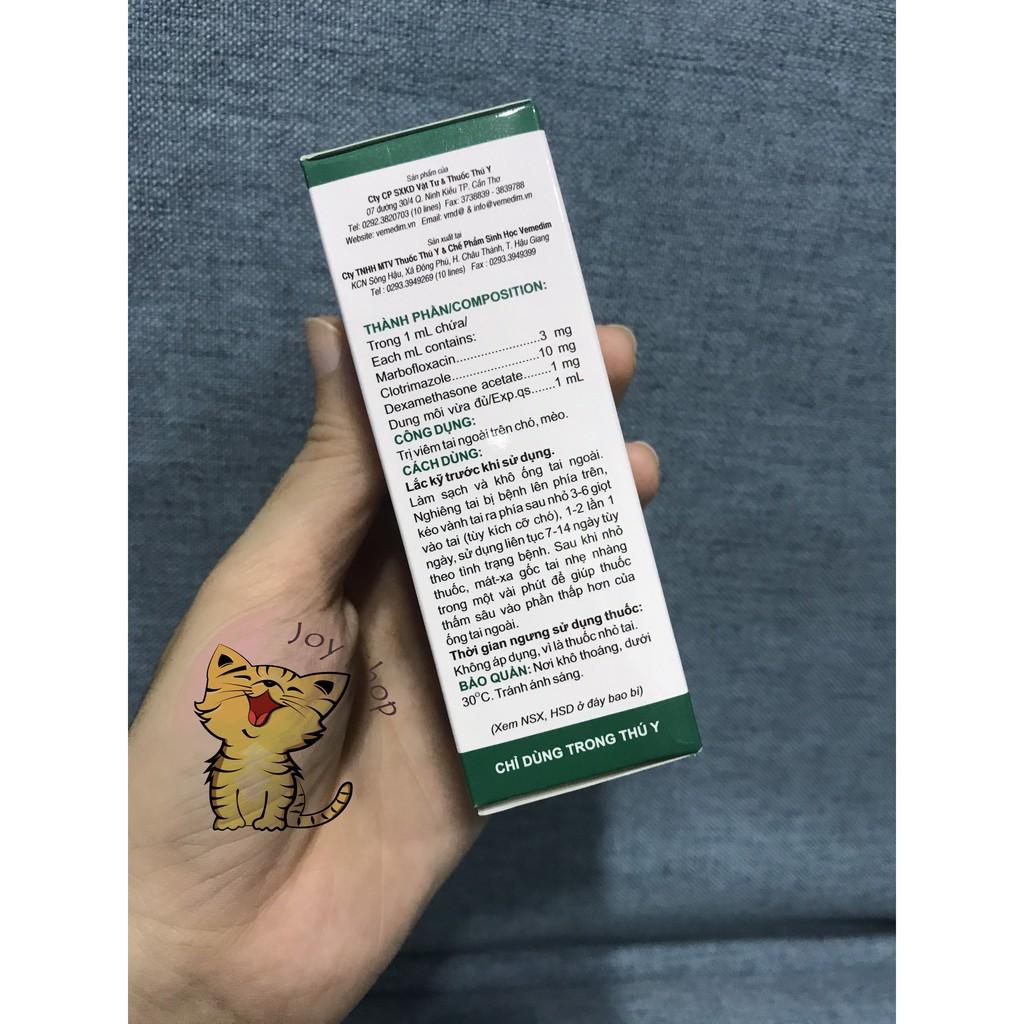 Sản phẩm của
Cty CP SXKD Vật Tư & Thuốc Thú Y
07 đường 30/4 Q. Ninh Kiều TP. Cần Thơ
Tel: 0292.3820703 (10 lines) Fax: 3738839 - 3839788
Website: vemedim.vn Email: vmd@ & info@vemedim.vn
Sản xuất tại
Cty TNHH MTV Thuốc Thú Y & Chế Phẩm Sinh Học Vemedim
KCN Sông Hậu, Xã Đông Phú, H. Châu Thành, T. Hậu Giang
Tel : 0293.3949269 (10 lines) Fax : 0293.3949399
THÀNH PHẦN/COMPOSITION:
Trong 1 mL chứa/
Each mL contains:
Marbofloxacin.......................3 mg
Clotrimazole........................10 mg
Dexamethasone acetate.......1 mg
Dung môi vừa đủ/Exp.qs.......1 mL
CÔNG DỤNG:
Trị viêm tai ngoài trên chó, mèo.
CÁCH DÙNG:
Lắc kỹ trước khi sử dụng.
Làm sạch và khô ống tai ngoài.
Nghiêng tai bị bệnh lên phía trên,
kéo vành tai ra phía sau nhỏ 3-6 giọt
vào tai (tùy kích cỡ chó), 1-2 lần 1
ngày, sử dụng liên tục 7-14 ngày tùy
theo tình trạng bệnh. Sau khi nhỏ
thuốc, mát-xa gốc tai nhẹ nhàng
trong một vài phút để giúp thuốc
thấm sâu vào phần thấp hơn của
ống tai ngoài.
Thời gian ngưng sử dụng thuốc:
Không áp dụng, vì là thuốc nhỏ tai.
BẢO QUẢN: Nơi khô thoáng, dưới
30°C. Tránh ánh sáng.
(Xem NSX, HSD ở đáy bao bì)
CHỈ DÙNG TRONG THÚ Y
Joy Shop